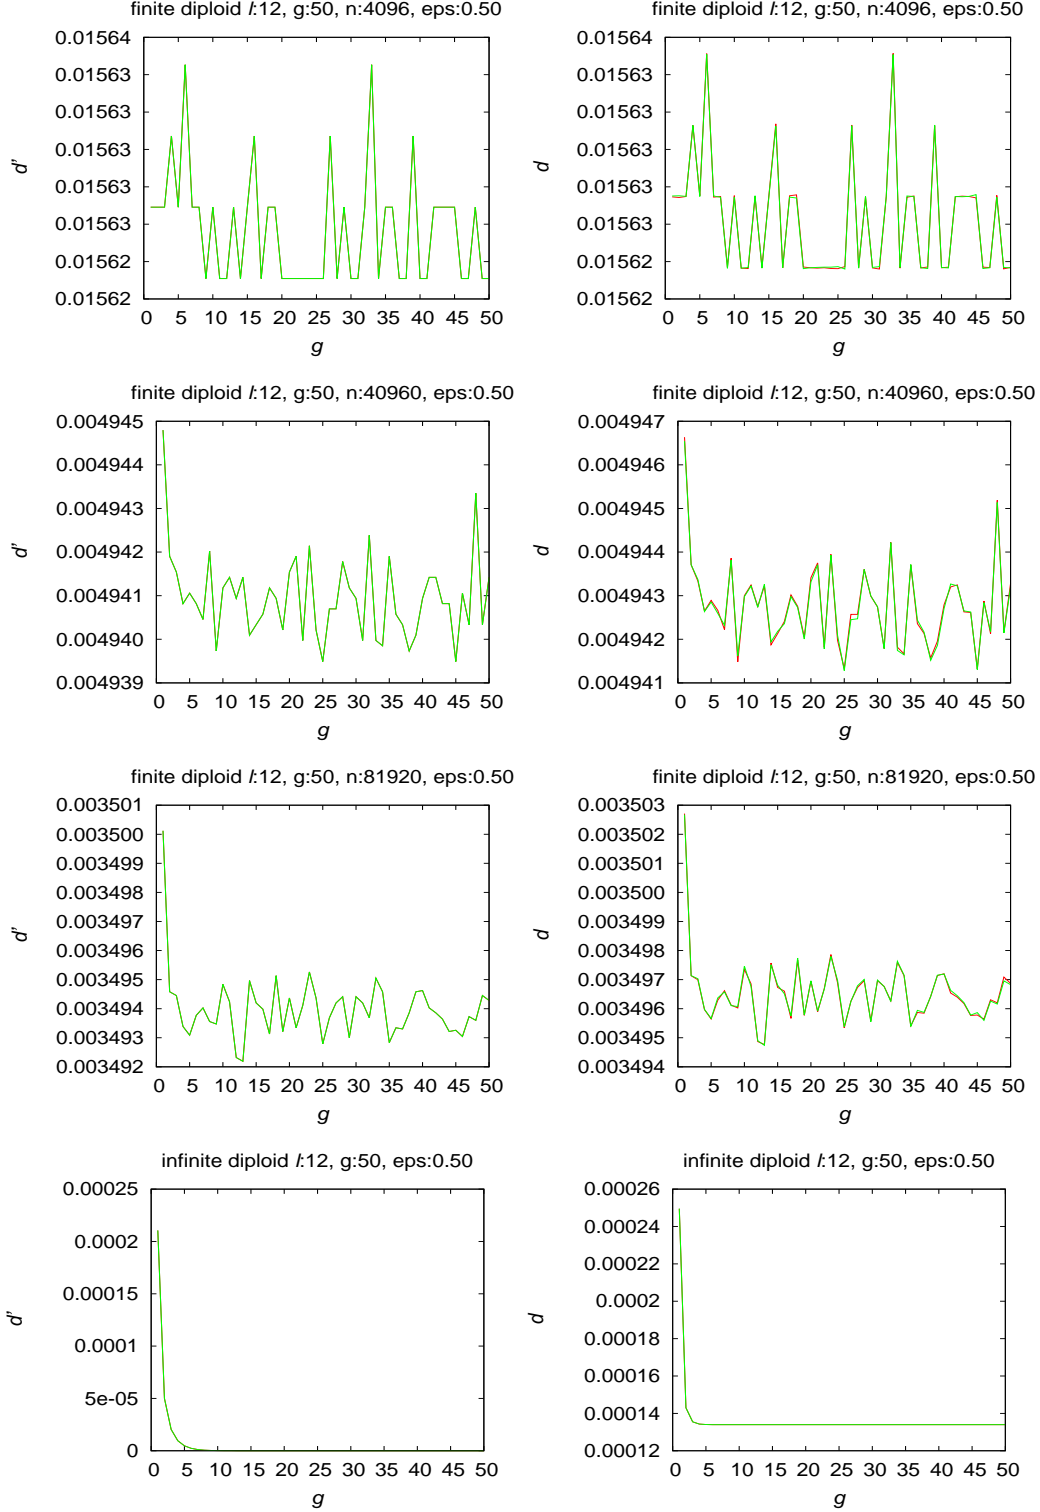 finite diploid l:12, g:50, n:4096, eps:0.50
0.01564
0.01563
0.01563
0.01563
0.01563
0.01563
0.01562
0.01562
d'
0 5 10 15 20 25 30 35 40 45 50
g
finite diploid l:12, g:50, n:4096, eps:0.50
0.01564
0.01563
0.01563
0.01563
0.01563
0.01563
0.01562
0.01562
d
0 5 10 15 20 25 30 35 40 45 50
g
finite diploid l:12, g:50, n:40960, eps:0.50
0.004945
0.004944
0.004943
0.004942
0.004941
0.004940
0.004939
d'
0 5 10 15 20 25 30 35 40 45 50
g
finite diploid l:12, g:50, n:40960, eps:0.50
0.004947
0.004946
0.004945
0.004944
0.004943
0.004942
0.004941
d
0 5 10 15 20 25 30 35 40 45 50
g
finite diploid l:12, g:50, n:81920, eps:0.50
0.003501
0.003500
0.003499
0.003498
0.003497
0.003496
0.003495
0.003494
0.003493
0.003492
d'
0 5 10 15 20 25 30 35 40 45 50
g
finite diploid l:12, g:50, n:81920, eps:0.50
0.003503
0.003502
0.003501
0.003500
0.003499
0.003498
0.003497
0.003496
0.003495
0.003494
d
0 5 10 15 20 25 30 35 40 45 50
g
infinite diploid l:12, g:50, eps:0.50
0.00025
0.0002
0.00015
0.0001
5e-05
0
d'
0 5 10 15 20 25 30 35 40 45 50
g
infinite diploid l:12, g:50, eps:0.50
0.00026
0.00024
0.00022
0.0002
0.00018
0.00016
0.00014
0.00012
d
0 5 10 15 20 25 30 35 40 45 50
g